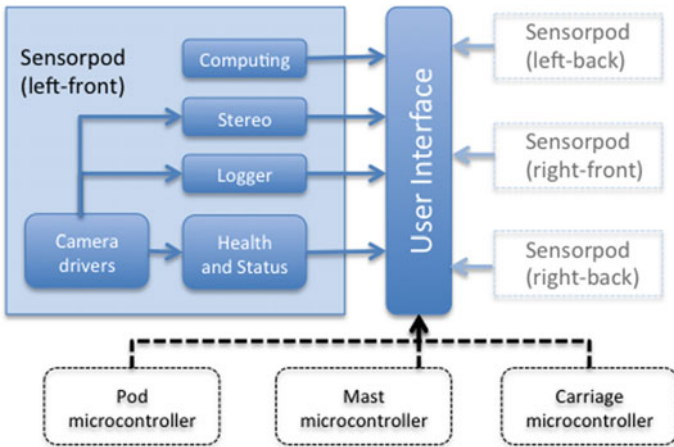 Sensorpod
(left-front)
Computing
Stereo
Logger
Camera
drivers
Health
and Status
User Interface
Sensorpod
(left-back)
Sensorpod
(right-front)
Sensorpod
(right-back)
Pod
microcontroller
Mast
microcontroller
Carriage
microcontroller